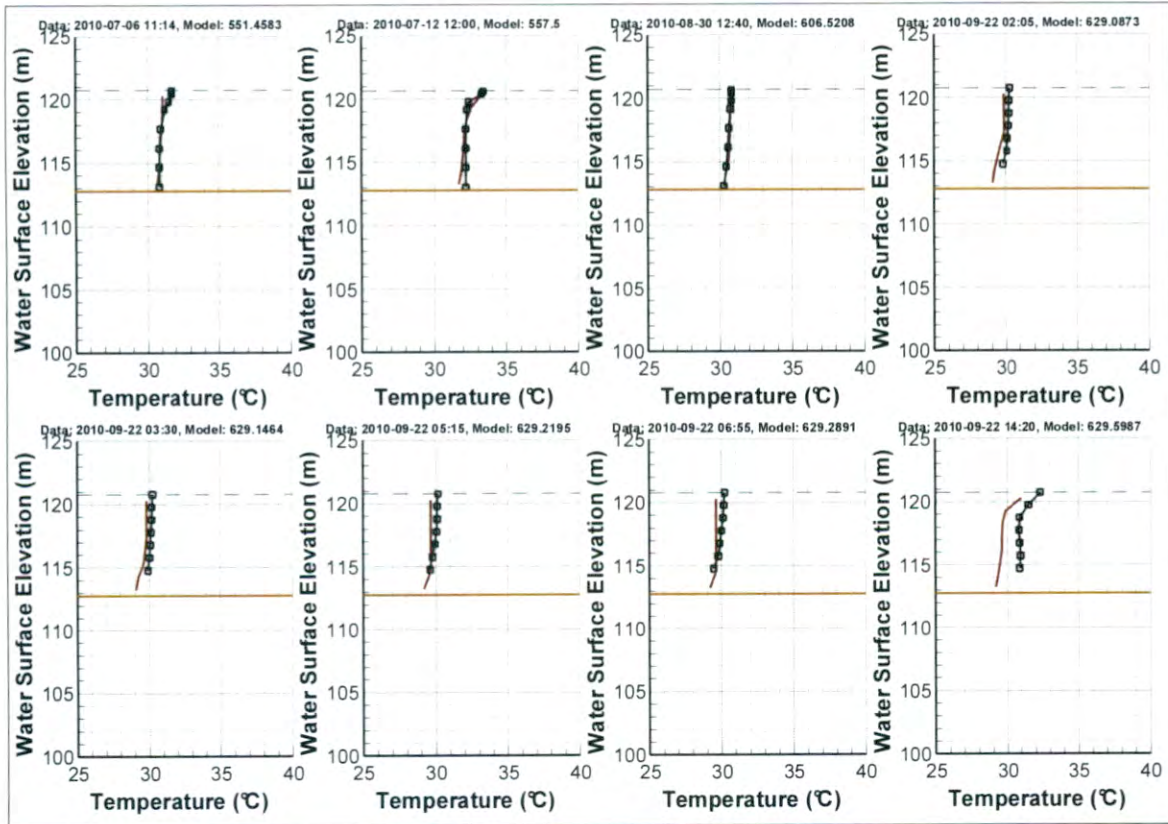 Data: 2010-07-06 11:14, Model: 551.4583
Water Surface Elevation (m)
125
120
115
110
105
100
25 30 35 40
Temperature (°C)
Data: 2010-07-12 12:00, Model: 557.5
Water Surface Elevation (m)
125
120
115
110
105
100
25 30 35 40
Temperature (°C)
Data: 2010-08-30 12:40, Model: 606.5208
Water Surface Elevation (m)
125
120
115
110
105
100
25 30 35 40
Temperature (°C)
Data: 2010-09-22 02:05, Model: 629.0873
Water Surface Elevation (m)
125
120
115
110
105
100
25 30 35 40
Temperature (°C)
Data: 2010-09-22 03:30, Model: 629.1464
Water Surface Elevation (m)
125
120
115
110
105
100
25 30 35 40
Temperature (°C)
Data: 2010-09-22 05:15, Model: 629.2195
Water Surface Elevation (m)
125
120
115
110
105
100
25 30 35 40
Temperature (°C)
Data: 2010-09-22 06:55, Model: 629.2891
Water Surface Elevation (m)
125
120
115
110
105
100
25 30 35 40
Temperature (°C)
Data: 2010-09-22 14:20, Model: 629.5987
Water Surface Elevation (m)
125
120
115
110
105
100
25 30 35 40
Temperature (°C)